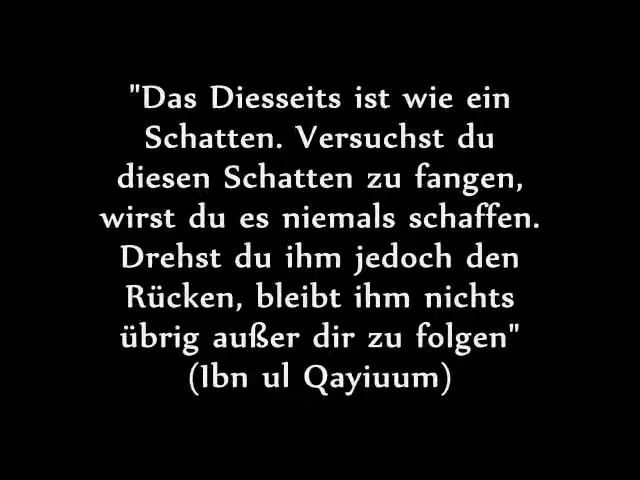 "Das Diesseits ist wie ein
Schatten. Versuchst du
diesen Schatten zu fangen,
wirst du es niemals schaffen.
Drehst du ihm jedoch den
Rücken, bleibt ihm nichts
übrig außer dir zu folgen"
(Ibn ul Qayiuum)